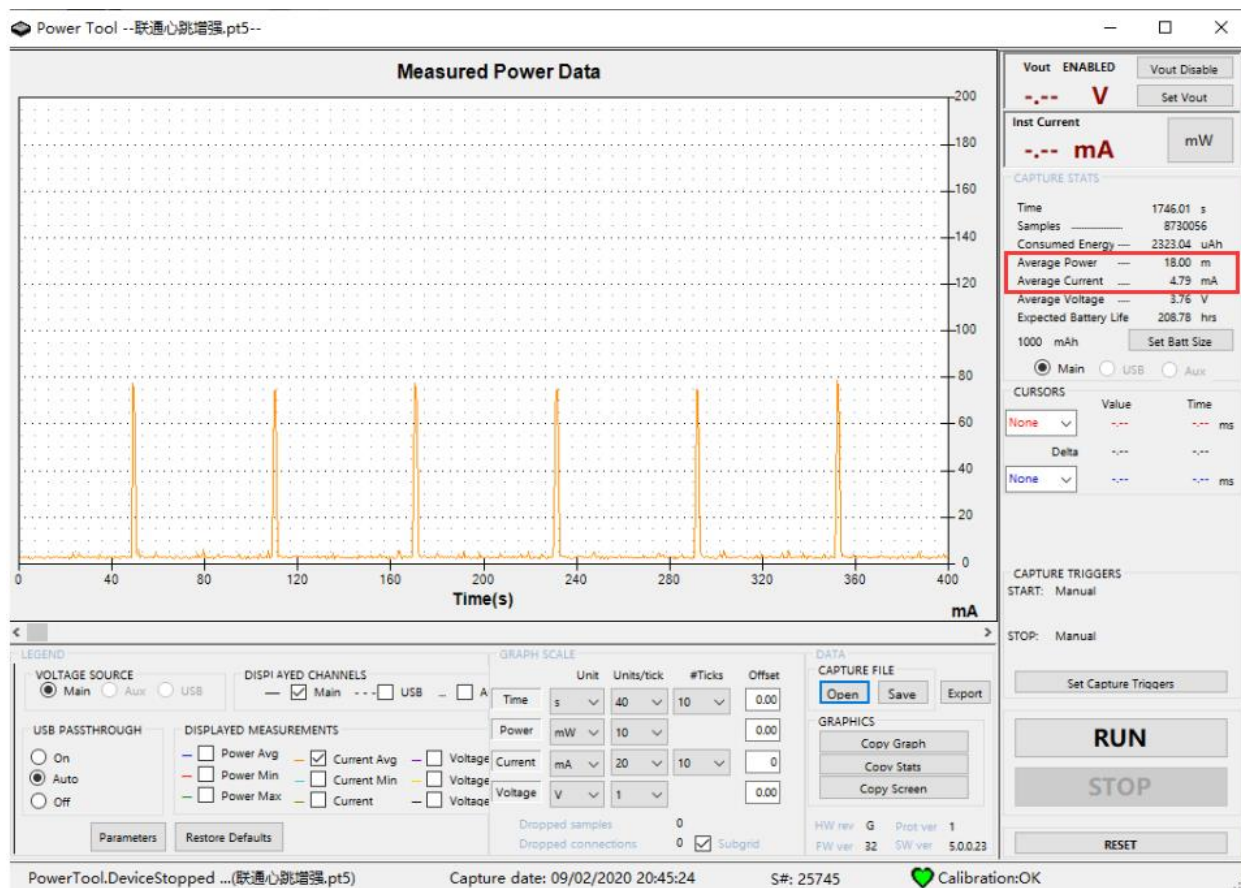 Power Tool --联通心跳增强.pt5--
Measured Power Data
200
180
160
140
120
100
80
60
40
20
0
0 40 80 120 160 200 240 280 320 360 400
Time(s)
mA
Vout ENABLED Vout Disable
-.-- V Set Vout
Inst Current
-.-- mA mW
CAPTURE STATS
Time 1746.01 s
Samples 8730056
Consumed Energy 2323.04 uAh
Average Power 18.00 m
Average Current 4.79 mA
Average Voltage 3.76 V
Expected Battery Life 208.78 hrs
1000 mAh Set Batt Size
Main USB Aux
CURSORS
Value Time
None -.-- -.-- ms
Delta -.-- -.--
None -.-- -.-- ms
CAPTURE TRIGGERS
START: Manual
STOP: Manual
Set Capture Triggers
RUN
STOP
RESET
LEGEND
VOLTAGE SOURCE
Main Aux USB
DISPLAYED CHANNELS
Main USB A
USB PASSTHROUGH
On
Auto
Off
DISPLAYED MEASUREMENTS
Power Avg Current Avg Voltage
Power Min Current Min Voltage
Power Max Current Voltage
Parameters Restore Defaults
GRAPH SCALE
Unit Units/tick #Ticks Offset
Time s 40 10 0.00
Power mW 10 0.00
Current mA 20 10 0
Voltage V 1 0.00
Dropped samples 0
Dropped connections 0 Subgrid
DATA
CAPTURE FILE
Open Save Export
GRAPHICS
Copy Graph
Copy Stats
Copy Screen
HW rev G Prot ver 1
FW ver 32 SW ver 5.0.0.23
PowerTool.DeviceStopped ...(联通心跳增强.pt5) Capture date: 09/02/2020 20:45:24 S#: 25745 Calibration:OK